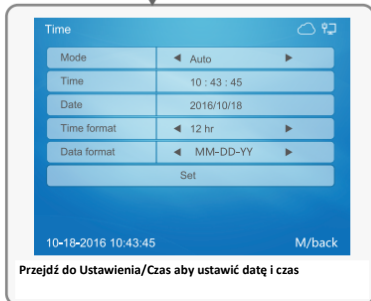 Time
Mode ◄ Auto ►
Time 10 : 43 : 45
Date 2016/10/18
Time format ◄ 12 hr ►
Data format ◄ MM-DD-YY ►
Set
10-18-2016 10:43:45 M/back
Przejdź do Ustawienia/Czas aby ustawić datę i czas